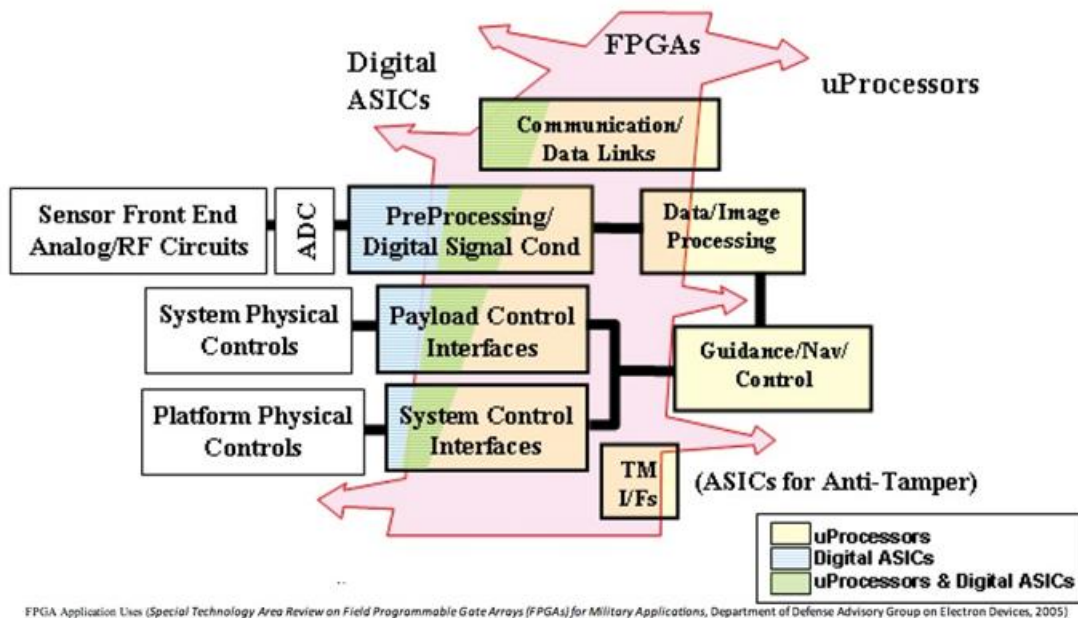 FPGAs
Digital
ASICs
uProcessors
Communication/
Data Links
Sensor Front End
Analog/RF Circuits
ADC
PreProcessing/
Digital Signal Cond
Data/Image
Processing
System Physical
Controls
Payload Control
Interfaces
Guidance/Nav/
Control
Platform Physical
Controls
System Control
Interfaces
TM
I/Fs
(ASICs for Anti-Tamper)
uProcessors
Digital ASICs
uProcessors & Digital ASICs
FPGA Application Uses (Special Technology Area Review on Field Programmable Gate Arrays (FPGAs) for Military Applications, Department of Defense Advisory Group on Electron Devices, 2005)